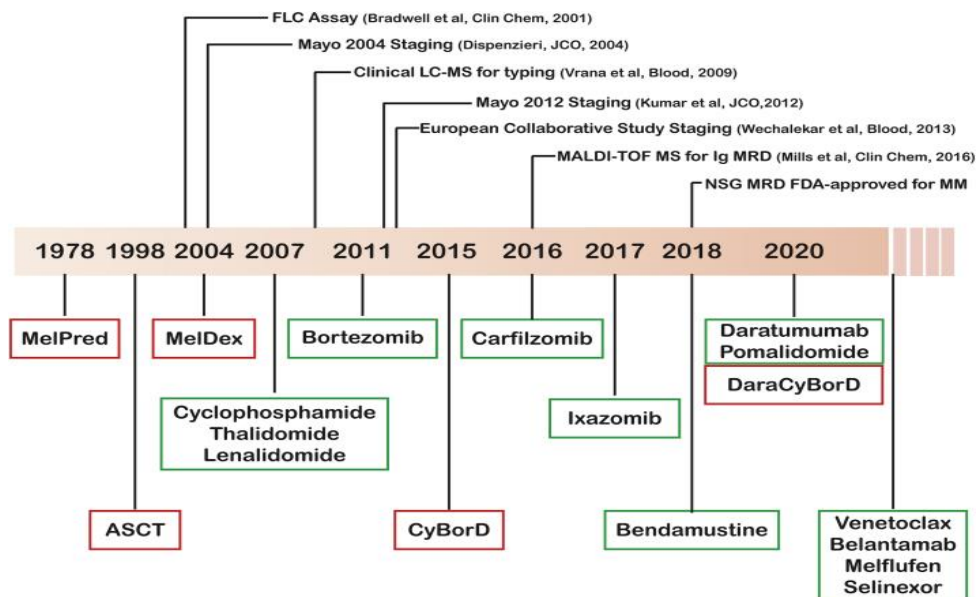 FLC Assay (Bradwell et al, Clin Chem, 2001)
Mayo 2004 Staging (Dispenzieri, JCO, 2004)
Clinical LC-MS for typing (Vrana et al, Blood, 2009)
Mayo 2012 Staging (Kumar et al, JCO,2012)
European Collaborative Study Staging (Wechalekar et al, Blood, 2013)
MALDI-TOF MS for Ig MRD (Mills et al, Clin Chem, 2016)
NSG MRD FDA-approved for MM
1978 1998 2004 2007 2011 2015 2016 2017 2018 2020
MelPred
MelDex
Bortezomib
Carfilzomib
Daratumumab
Pomalidomide
DaraCyBorD
Cyclophosphamide
Thalidomide
Lenalidomide
Ixazomib
ASCT
CyBorD
Bendamustine
Venetoclax
Belantamab
Melflufen
Selinexor